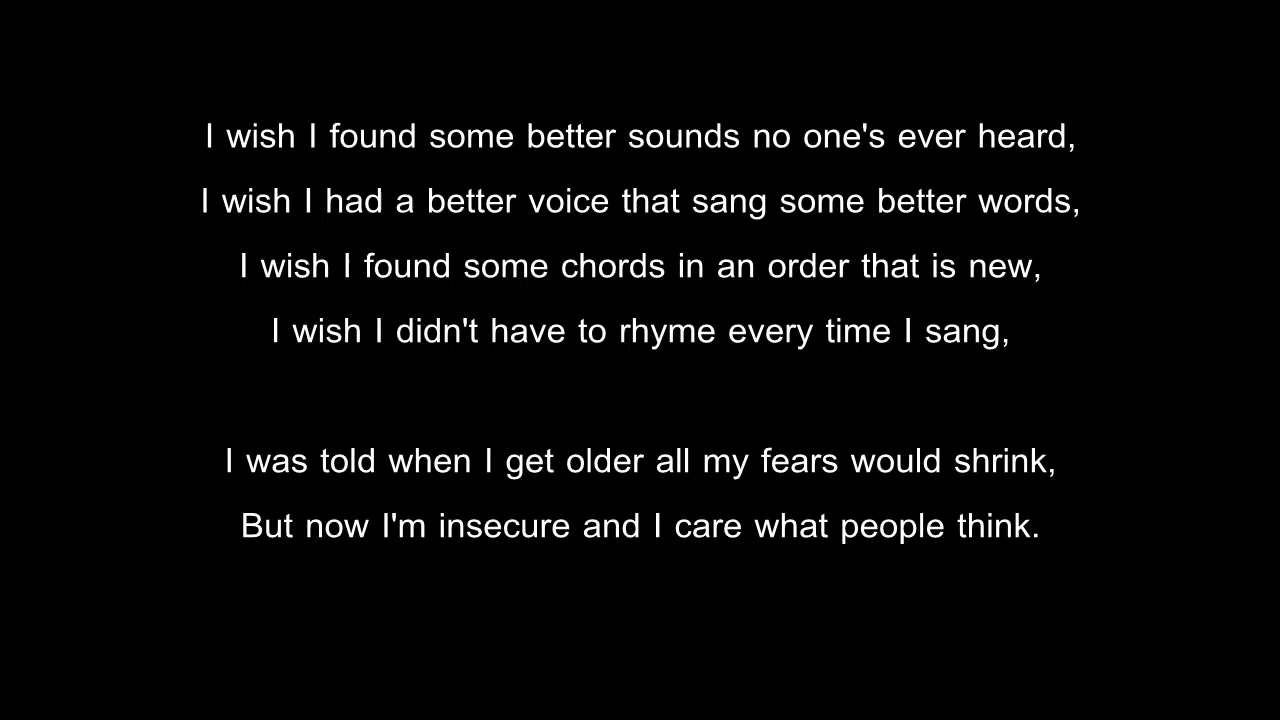 I wish I found some better sounds no one's ever heard,
I wish I had a better voice that sang some better words,
I wish I found some chords in an order that is new,
I wish I didn't have to rhyme every time I sang,
I was told when I get older all my fears would shrink,
But now I'm insecure and I care what people think.